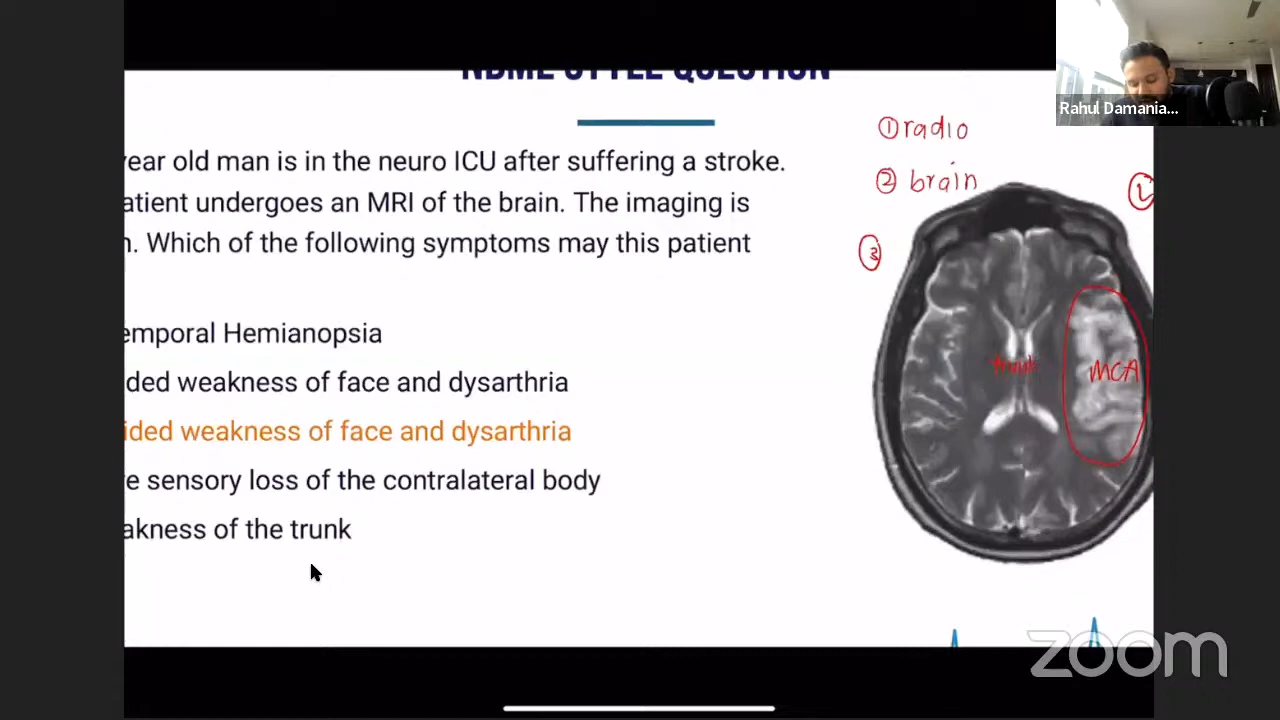 NBME STYLE QUESTION
year old man is in the neuro ICU after suffering a stroke.
atient undergoes an MRI of the brain. The imaging is
n. Which of the following symptoms may this patient
emporal Hemianopsia
ded weakness of face and dysarthria
ided weakness of face and dysarthria
e sensory loss of the contralateral body
akness of the trunk
① radio
② brain
③
L
trunk
MCA
Rahul Damania...
zoom